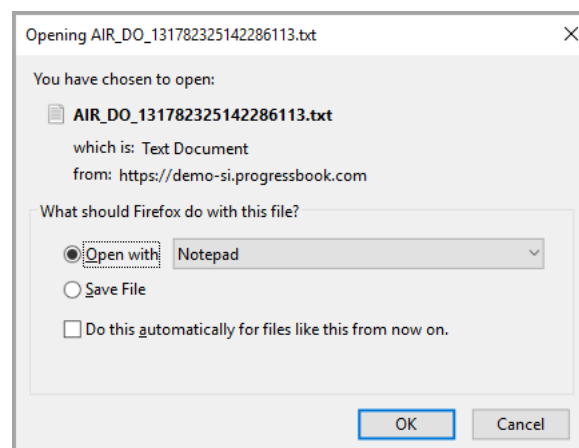 Opening AIR_DO_131782325142286113.txt
You have chosen to open:
AIR_DO_131782325142286113.txt
which is: Text Document
from: https://demo-si.progressbook.com
What should Firefox do with this file?
Open with Notepad
Save File
Do this automatically for files like this from now on.
OK Cancel